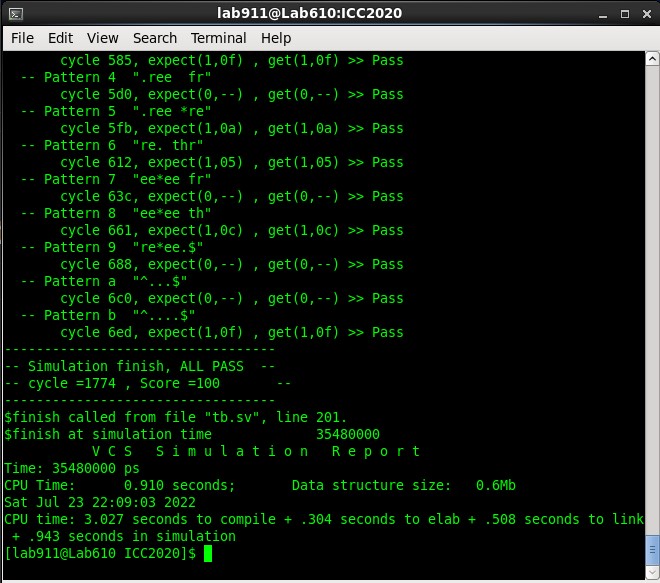 lab911@Lab610:ICC2020
File Edit View Search Terminal Help
cycle 585, expect(1,0f) , get(1,0f) >> Pass
-- Pattern 4  ".ree  fr"
cycle 5d0, expect(0,--) , get(0,--) >> Pass
-- Pattern 5  ".ree *re"
cycle 5fb, expect(1,0a) , get(1,0a) >> Pass
-- Pattern 6  "re. thr"
cycle 612, expect(1,05) , get(1,05) >> Pass
-- Pattern 7  "ee*ee fr"
cycle 63c, expect(0,--) , get(0,--) >> Pass
-- Pattern 8  "ee*ee th"
cycle 661, expect(1,0c) , get(1,0c) >> Pass
-- Pattern 9  "re*ee.$"
cycle 688, expect(0,--) , get(0,--) >> Pass
-- Pattern a  "^...$"
cycle 6c0, expect(0,--) , get(0,--) >> Pass
-- Pattern b  "^....$"
cycle 6ed, expect(1,0f) , get(1,0f) >> Pass
----------------------------------
-- Simulation finish, ALL PASS  --
-- cycle =1774 , Score =100       --
----------------------------------
$finish called from file "tb.sv", line 201.
$finish at simulation time             35480000
V C S   S i m u l a t i o n   R e p o r t
Time: 35480000 ps
CPU Time:      0.910 seconds;       Data structure size:   0.6Mb
Sat Jul 23 22:09:03 2022
CPU time: 3.027 seconds to compile + .304 seconds to elab + .508 seconds to link
+ .943 seconds in simulation
[lab911@Lab610 ICC2020]$